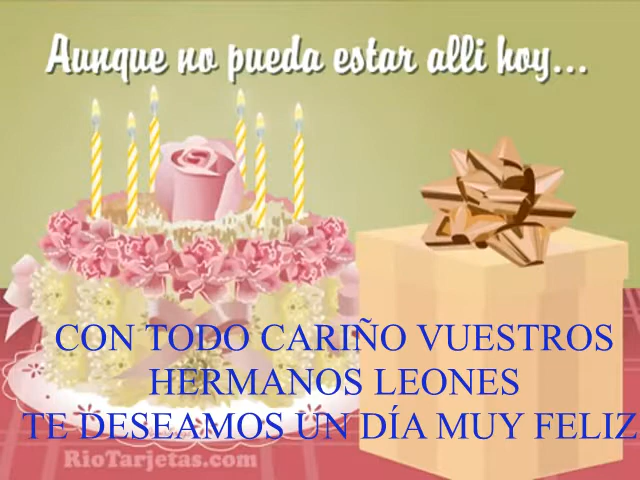 Aunque no pueda estar alli hoy...
CON TODO CARIÑO VUESTROS
HERMANOS LEONES
TE DESEAMOS UN DÍA MUY FELIZ
RioTarjetas.com